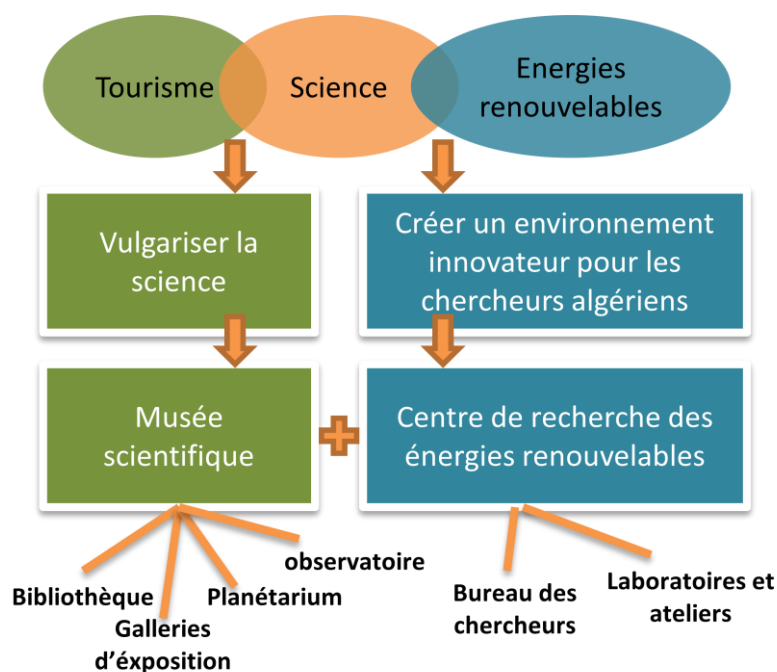 Tourisme
Science
Energies
renouvelables
Vulgariser la
science
Créer un environnement
innovateur pour les
chercheurs algériens
Musée
scientifique
Centre de recherche des
énergies renouvelables
Bibliothèque
Galleries
d'éxposition
Planétarium
observatoire
Bureau des
chercheurs
Laboratoires et
ateliers